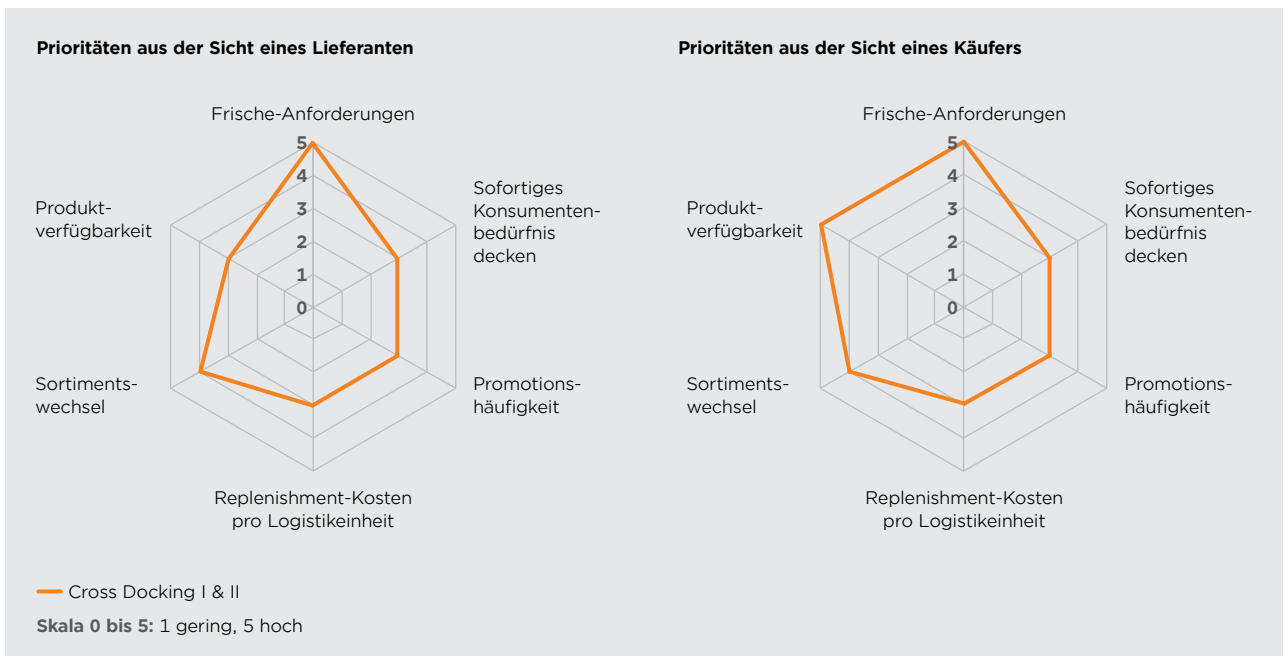 Prioritäten aus der Sicht eines Lieferanten
Frische-Anforderungen
5
4
3
2
1
0
Sofortiges
Konsumenten-
bedürfnis
decken
Produkt-
verfügbarkeit
Sortiments-
wechsel
Promotions-
häufigkeit
Replenishment-Kosten
pro Logistikeinheit
Prioritäten aus der Sicht eines Käufers
Frische-Anforderungen
5
4
3
2
1
0
Sofortiges
Konsumenten-
bedürfnis
decken
Produkt-
verfügbarkeit
Sortiments-
wechsel
Promotions-
häufigkeit
Replenishment-Kosten
pro Logistikeinheit
Cross Docking I & II
Skala 0 bis 5: 1 gering, 5 hoch